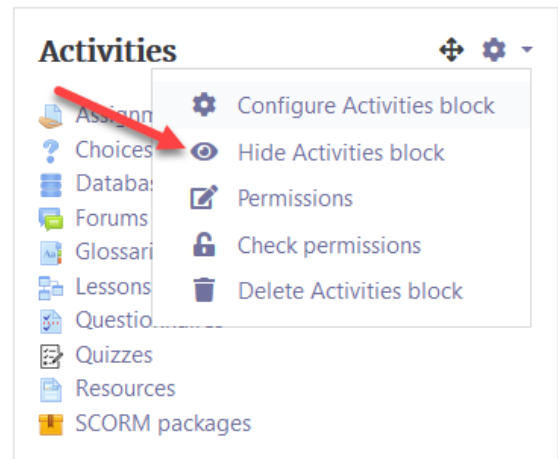 Activities
Configure Activities block
Assignm
Choices
Hide Activities block
Databas
Permissions
Forums
Glossari
Check permissions
Lessons
Delete Activities block
Questionnaires
Quizzes
Resources
SCORM packages